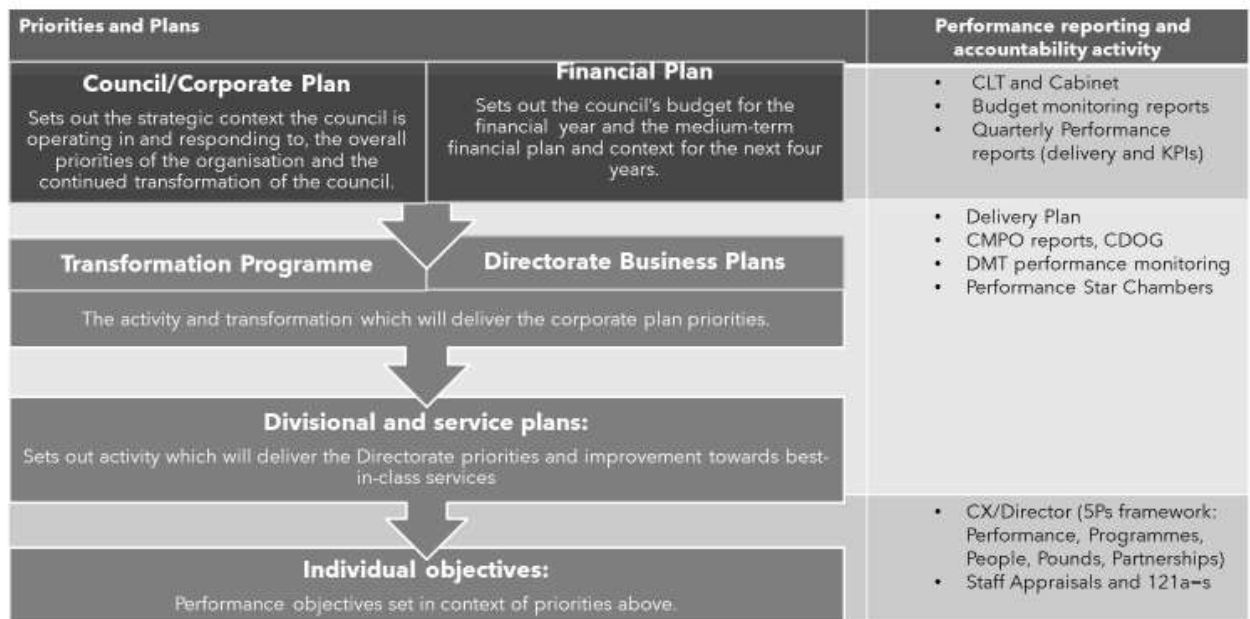 Priorities and Plans
Performance reporting and
accountability activity
Council/Corporate Plan
Sets out the strategic context the council is
operating in and responding to, the overall
priorities of the organisation and the
continued transformation of the council.
Financial Plan
Sets out the council's budget for the
financial year and the medium-term
financial plan and context for the next four
years.
• CLT and Cabinet
• Budget monitoring reports
• Quarterly Performance
reports (delivery and KPIs)
Transformation Programme
Directorate Business Plans
The activity and transformation which will deliver the corporate plan priorities.
• Delivery Plan
• CMPO reports, CDOG
• DMT performance monitoring
• Performance Star Chambers
Divisional and service plans:
Sets out activity which will deliver the Directorate priorities and improvement towards best-
in-class services
Individual objectives:
Performance objectives set in context of priorities above.
• CX/Director (5Ps framework:
Performance, Programmes,
People, Pounds, Partnerships)
• Staff Appraisals and 121a=s